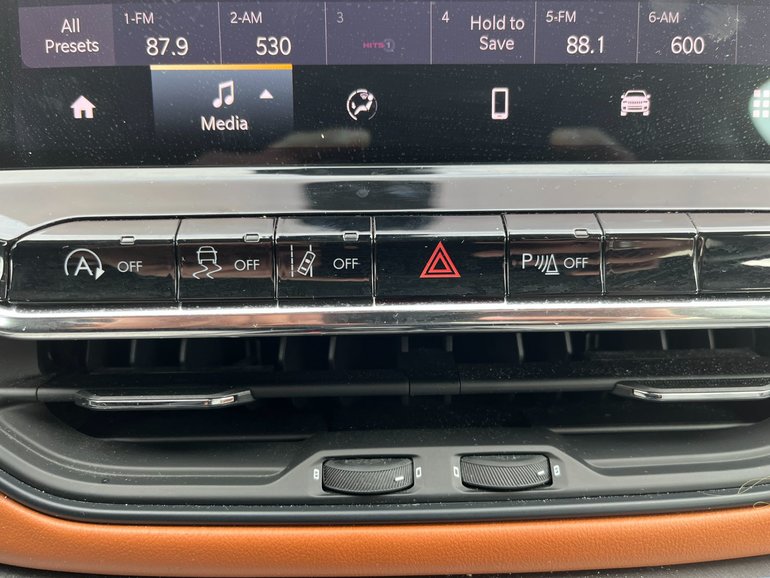 All Presets
1-FM
87.9
2-AM
530
3
HITS1
4
Hold to Save
5-FM
88.1
6-AM
600
Media
A OFF
OFF
OFF
P OFF